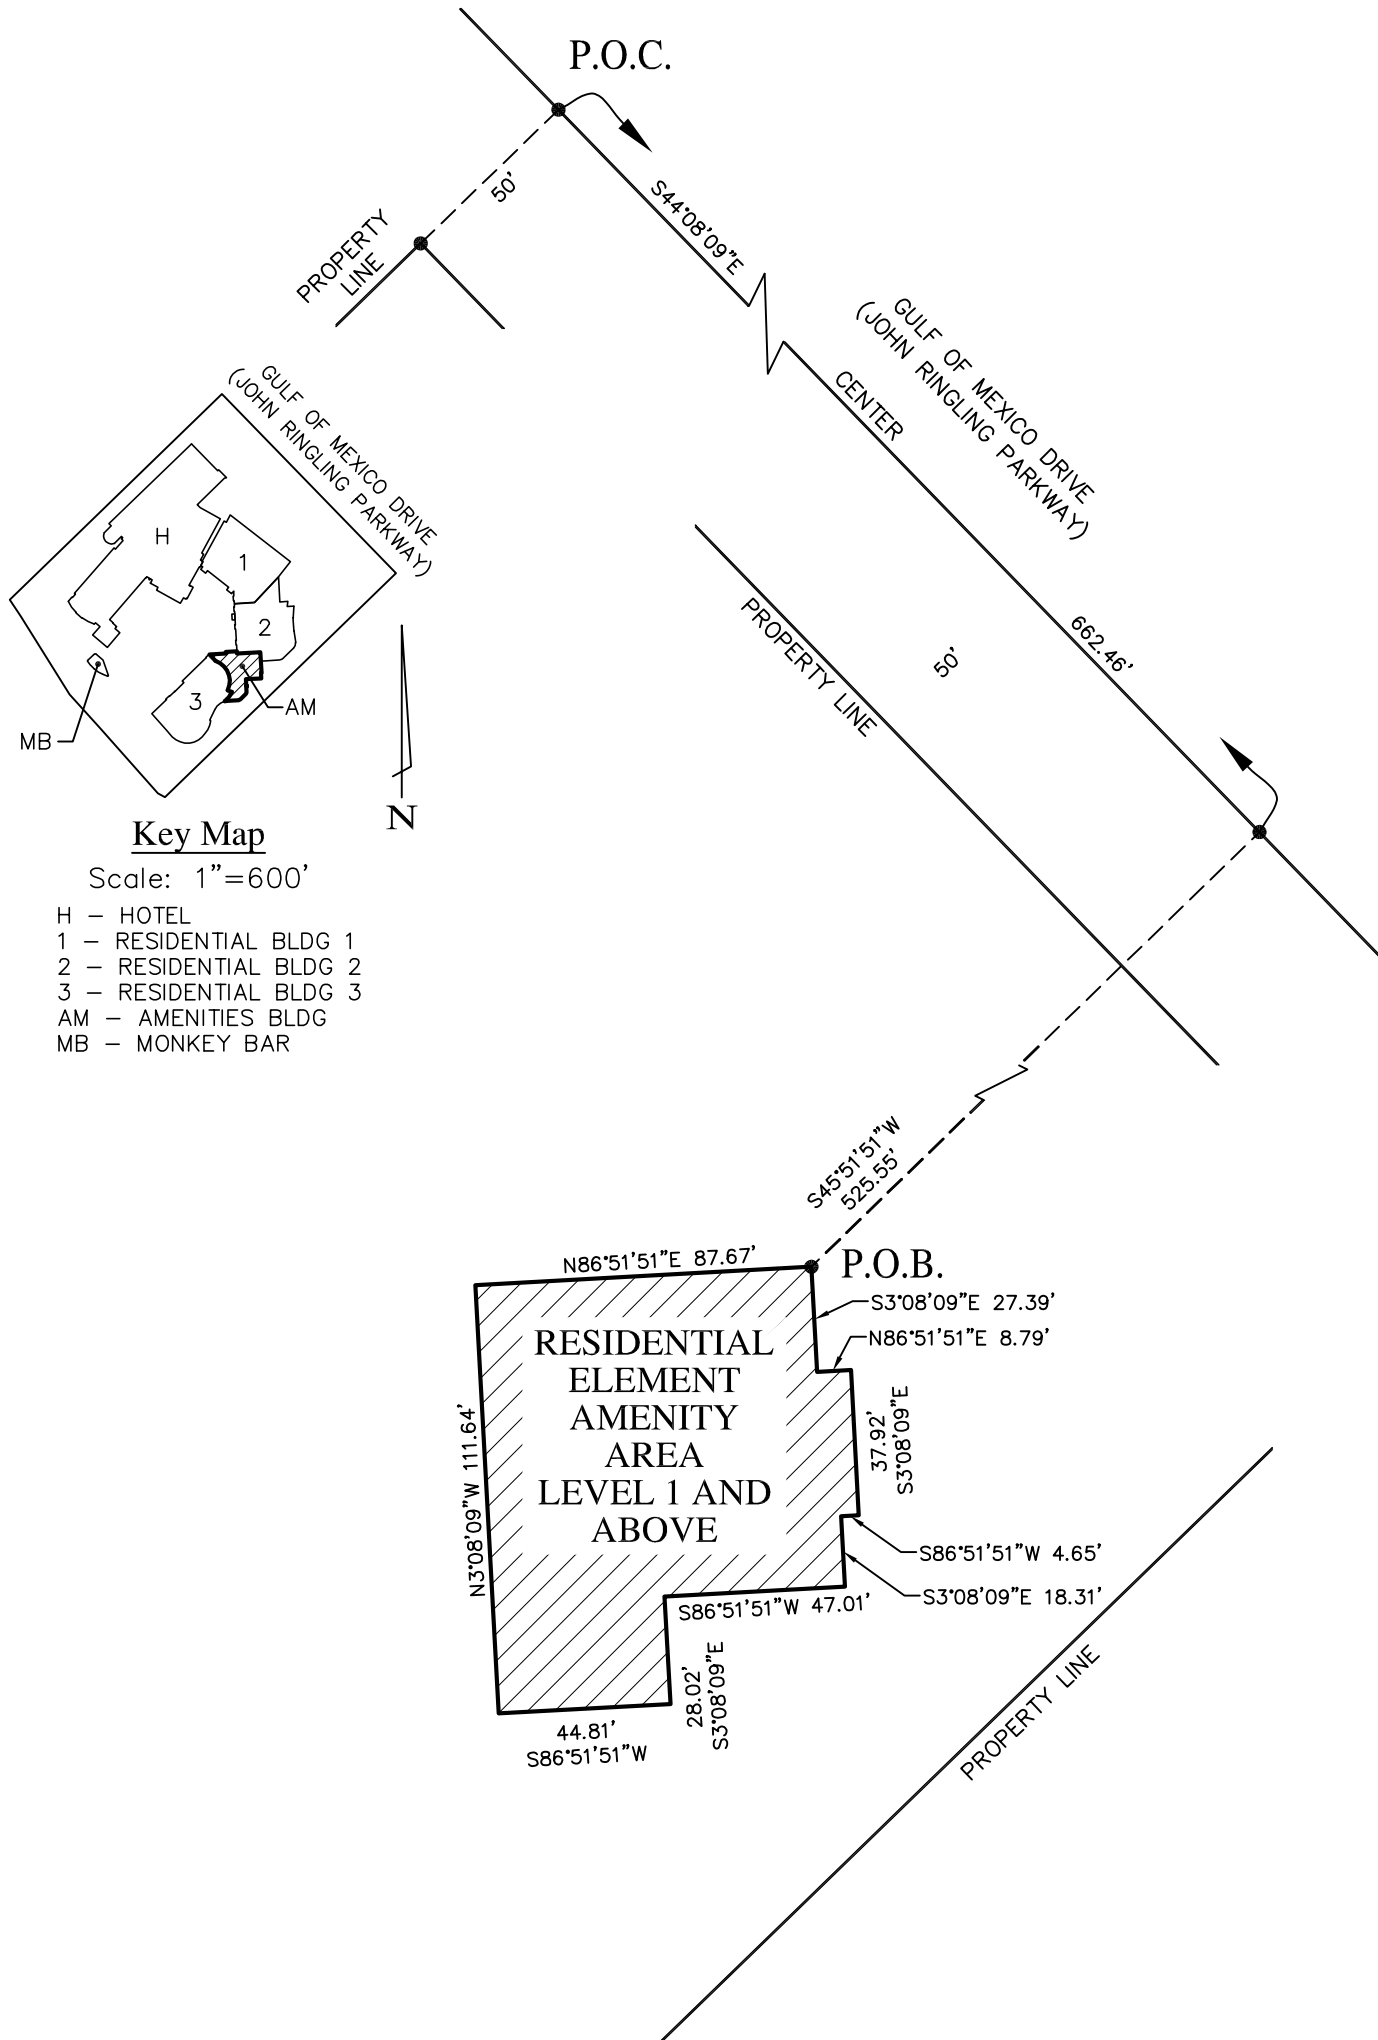 P.O.C.
50'
PROPERTY
LINE
S44°08'09"E
GULF OF MEXICO DRIVE
(JOHN RINGLING PARKWAY)
CENTER
662.46'
PROPERTY LINE
50'
GULF OF MEXICO DRIVE
(JOHN RINGLING PARKWAY)
H
1
2
3
AM
MB
N
Key Map
Scale: 1"=600'
H – HOTEL
1 – RESIDENTIAL BLDG 1
2 – RESIDENTIAL BLDG 2
3 – RESIDENTIAL BLDG 3
AM – AMENITIES BLDG
MB – MONKEY BAR
S45°51'51"W
525.55'
P.O.B.
N86°51'51"E 87.67'
S3°08'09"E 27.39'
N86°51'51"E 8.79'
37.92'
S3°08'09"E
S86°51'51"W 4.65'
S3°08'09"E 18.31'
S86°51'51"W 47.01'
28.02'
S3°08'09"E
44.81'
S86°51'51"W
N3°08'09"W 111.64'
RESIDENTIAL
ELEMENT
AMENITY
AREA
LEVEL 1 AND
ABOVE
PROPERTY LINE